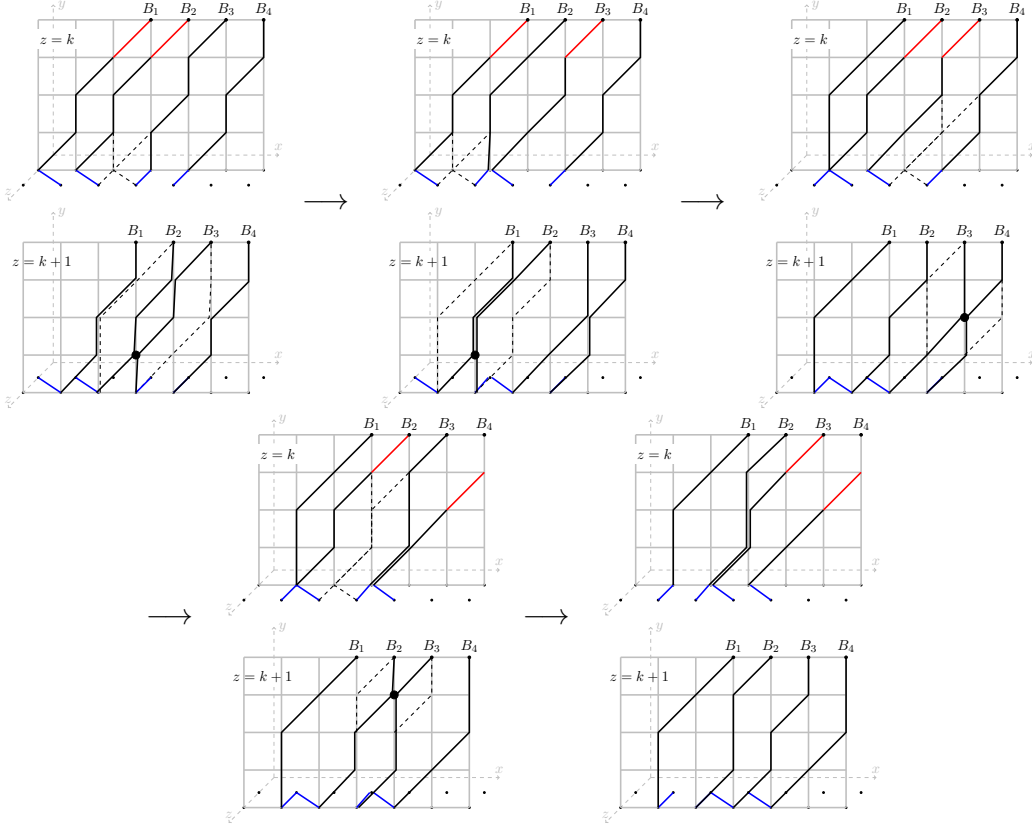 y B₁ B₂ B₃ B₄ y B₁ B₂ B₃ B₄ y B₁ B₂ B₃ B₄
z = k z = k z = k
x x x
z z z
⟶ ⟶
y B₁ B₂ B₃ B₄ y B₁ B₂ B₃ B₄ y B₁ B₂ B₃ B₄
z = k + 1 z = k + 1 z = k + 1
x x x
z z z
y B₁ B₂ B₃ B₄ y B₁ B₂ B₃ B₄
z = k z = k
x x
z z
⟶ ⟶
y B₁ B₂ B₃ B₄ y B₁ B₂ B₃ B₄
z = k + 1 z = k + 1
x x
z z